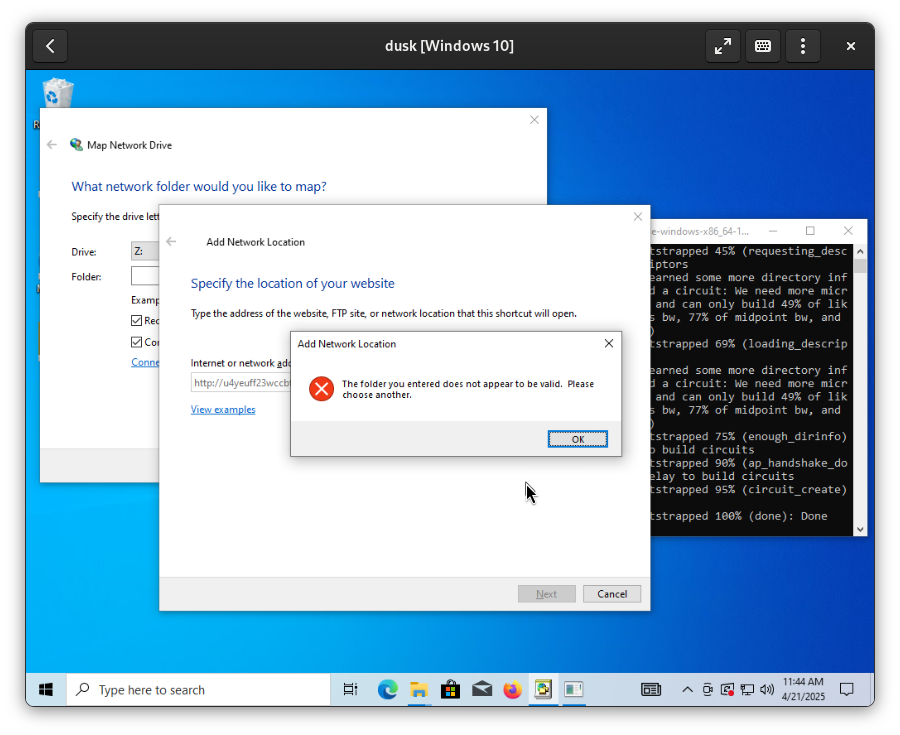 dusk [Windows 10]
R
Map Network Drive
What network folder would you like to map?
Specify the drive lett
Drive:
Z:
Folder:
Examp
Rec
Con
Conne
Add Network Location
Specify the location of your website
Type the address of the website, FTP site, or network location that this shortcut will open.
Internet or network add
http://u4yeuff23wccb
View examples
Next
Cancel
Add Network Location
The folder you entered does not appear to be valid. Please
choose another.
OK
e-windows-x86_64-1...
tstrapped 45% (requesting_desc
iptors
earned some more directory inf
d a circuit: We need more micr
and can only build 49% of lik
s bw, 77% of midpoint bw, and
)
tstrapped 69% (loading_descrip
earned some more directory inf
d a circuit: We need more micr
and can only build 49% of lik
s bw, 77% of midpoint bw, and
)
tstrapped 75% (enough_dirinfo)
o build circuits
tstrapped 90% (ap_handshake_do
elay to build circuits
tstrapped 95% (circuit_create)
tstrapped 100% (done): Done
Type here to search
11:44 AM
4/21/2025